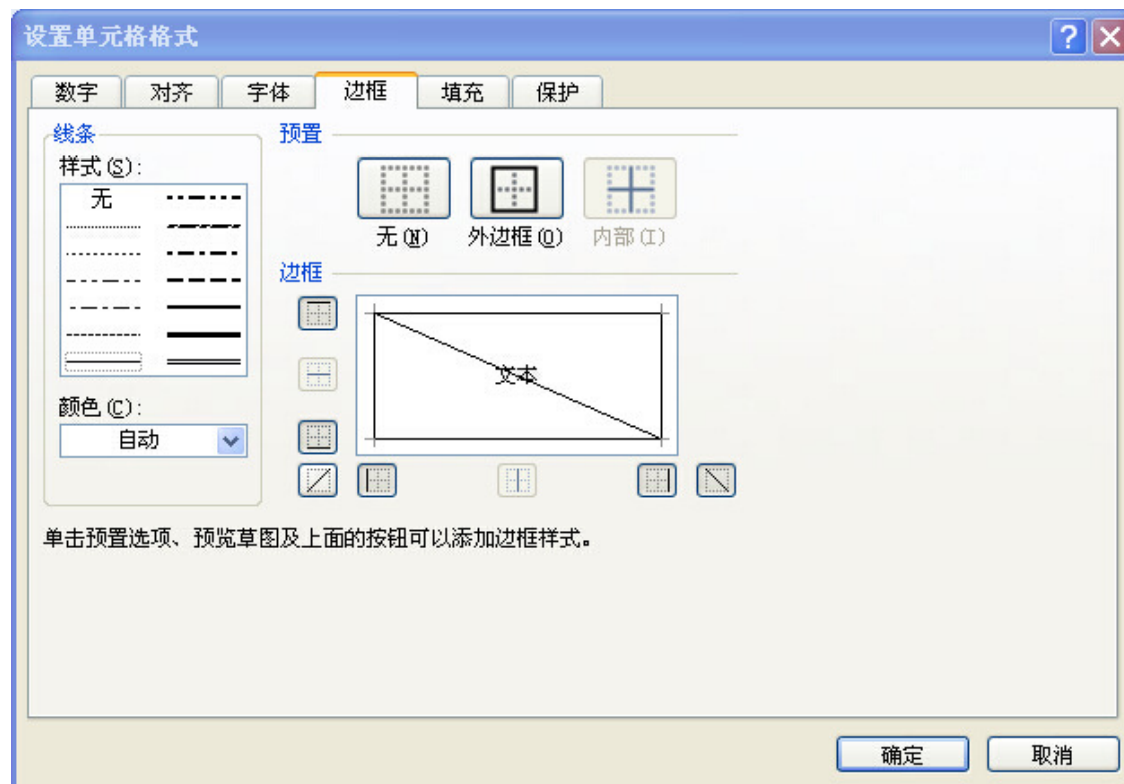 设置单元格格式
数字 对齐 字体 边框 填充 保护
线条
样式(S):
无
颜色(C):
自动
预置
无(N) 外边框(O) 内部(I)
边框
文本
单击预置选项、预览草图及上面的按钮可以添加边框样式。
确定 取消